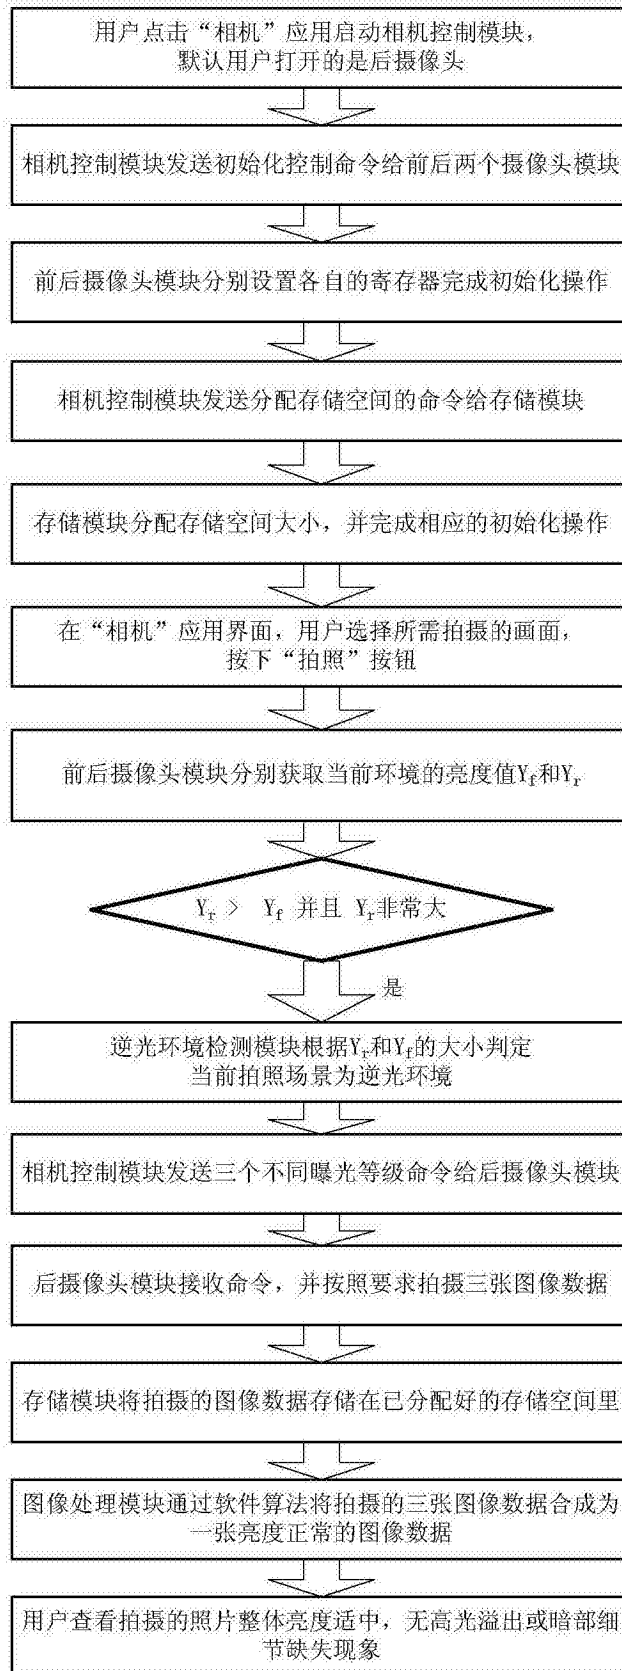 用户点击“相机”应用启动相机控制模块，
默认用户打开的是后摄像头
相机控制模块发送初始化控制命令给前后两个摄像头模块
前后摄像头模块分别设置各自的寄存器完成初始化操作
相机控制模块发送分配存储空间的命令给存储模块
存储模块分配存储空间大小，并完成相应的初始化操作
在“相机”应用界面，用户选择所需拍摄的画面，
按下“拍照”按钮
前后摄像头模块分别获取当前环境的亮度值Yf和Yr
Yr > Yf 并且 Yr非常大
是
逆光环境检测模块根据Yr和Yf的大小判定
当前拍照场景为逆光环境
相机控制模块发送三个不同曝光等级命令给后摄像头模块
后摄像头模块接收命令，并按照要求拍摄三张图像数据
存储模块将拍摄的图像数据存储在已分配好的存储空间里
图像处理模块通过软件算法将拍摄的三张图像数据合成为
一张亮度正常的图像数据
用户查看拍摄的照片整体亮度适中，无高光溢出或暗部细
节缺失现象